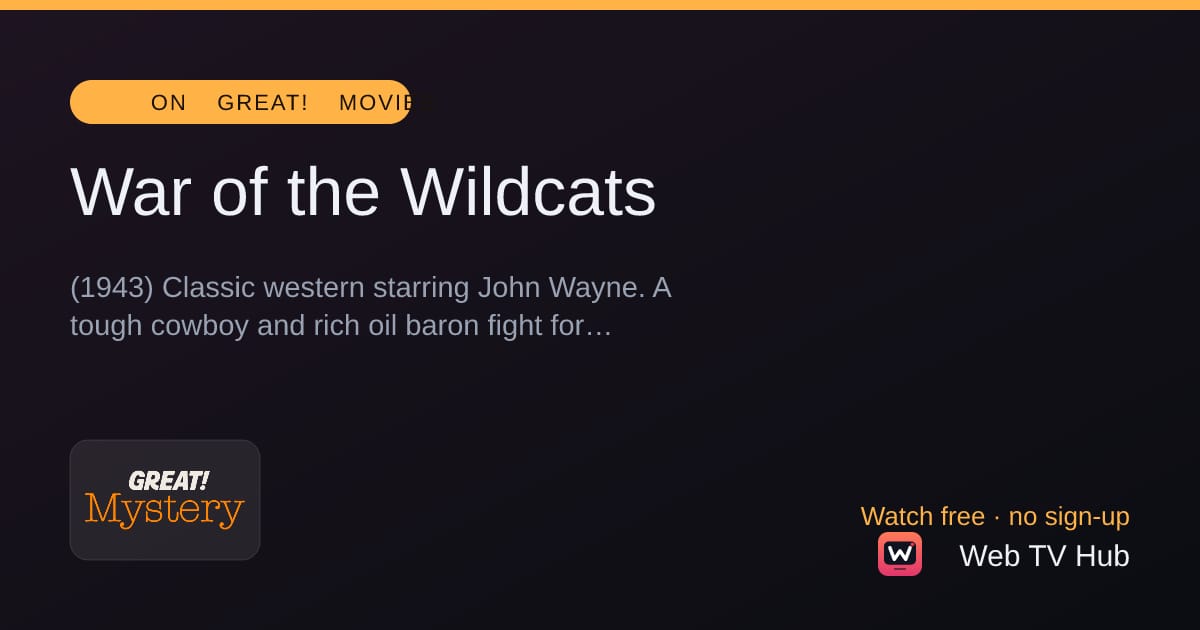 ON GREAT! MOVIE
War of the Wildcats
(1943) Classic western starring John Wayne. A
tough cowboy and rich oil baron fight for…
GREAT!
Mystery
Watch free · no sign-up
W
Web TV Hub